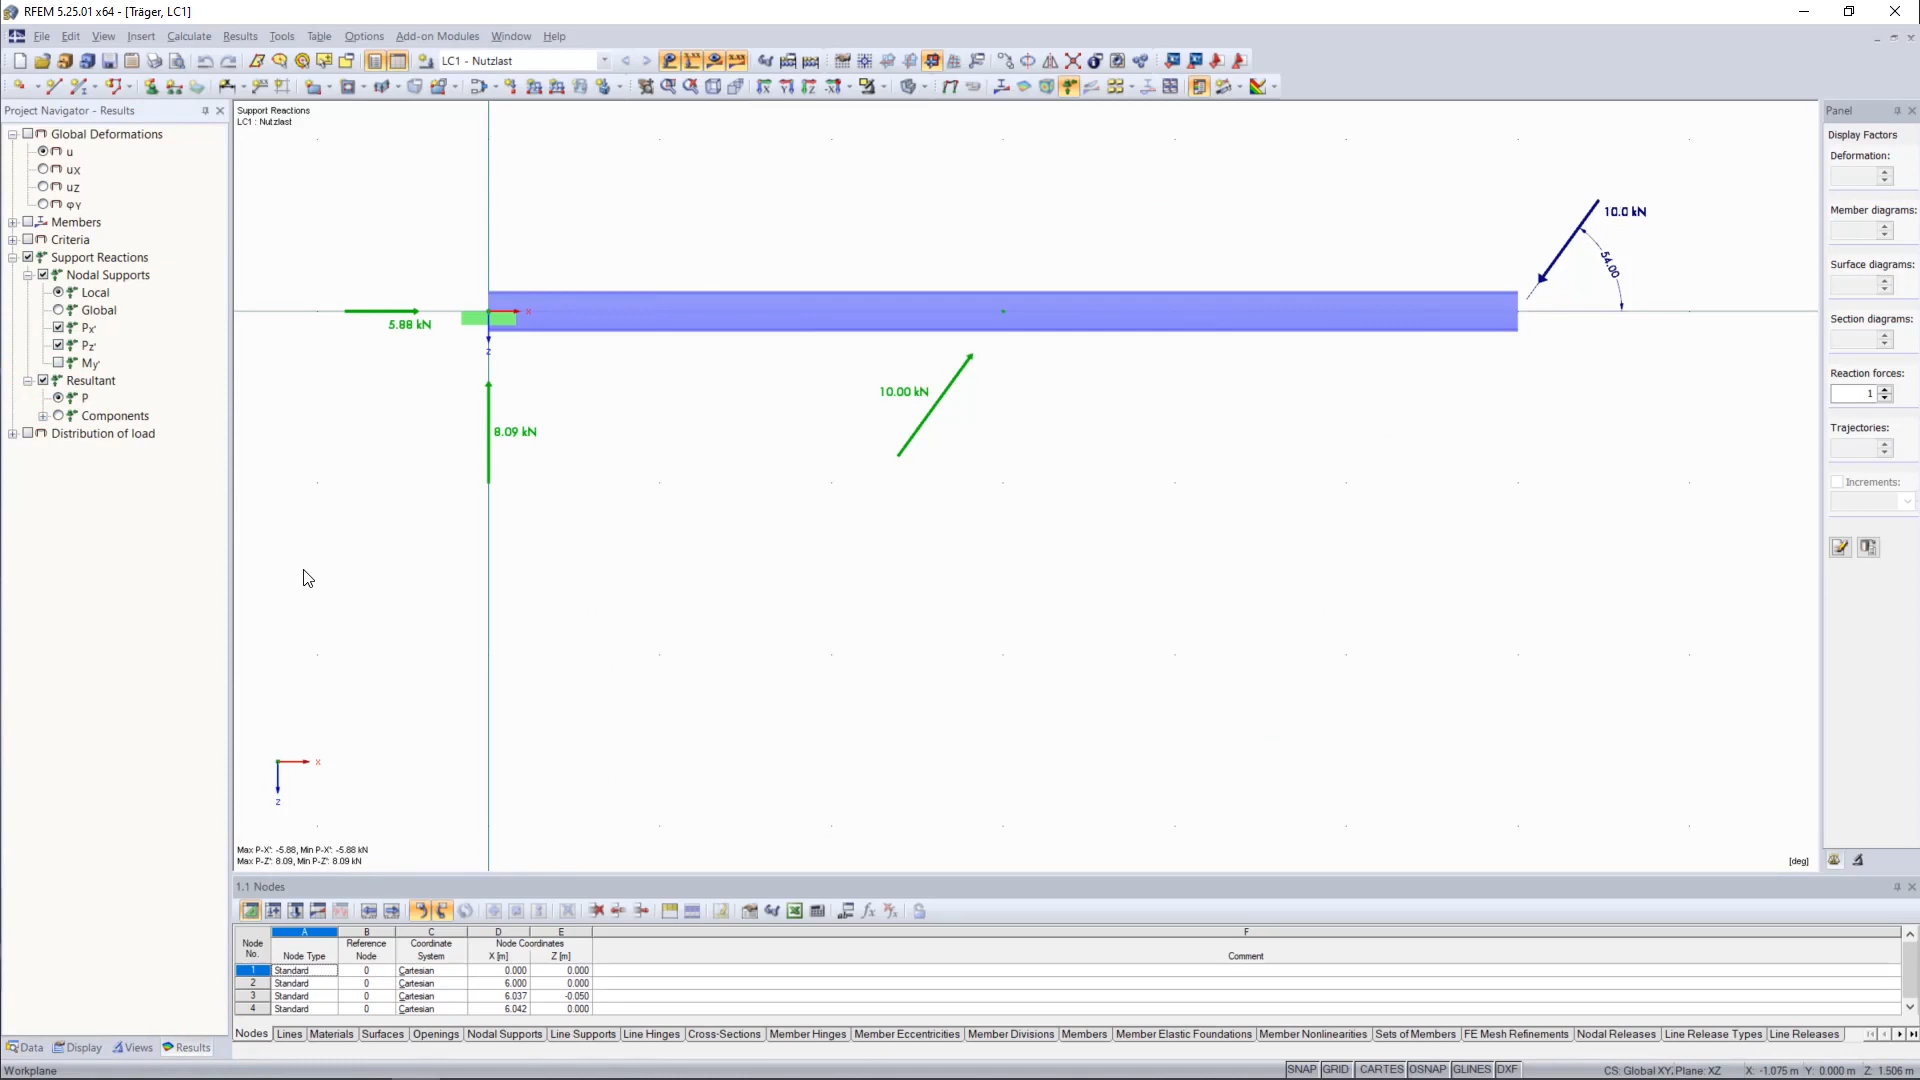 RFEM 5.25.01 x64 - [Träger, LC1]
File Edit View Insert Calculate Results Tools Table Options Add-on Modules Window Help
LC1 - Nutzlast
Project Navigator - Results
Global Deformations
u
uX
uZ
φY
Members
Criteria
Support Reactions
Nodal Supports
Local
Global
Px'
Pz'
My'
Resultant
P
Components
Distribution of load
Data Display Views Results
Support Reactions
LC1 : Nutzlast
10.0 kN
54.00
5.88 kN
x
z
10.00 kN
8.09 kN
x
z
Max P-X': -5.88, Min P-X': -5.88 kN
Max P-Z': 8.09, Min P-Z': 8.09 kN
[deg]
Panel
Display Factors
Deformation:
Member diagrams:
Surface diagrams:
Section diagrams:
Reaction forces:
1
Trajectories:
Increments:
1.1 Nodes
A B C D E F
Node No. Node Type Reference Node Coordinate System Node Coordinates X [m] Z [m] Comment
1 Standard 0 Cartesian 0.000 0.000
2 Standard 0 Cartesian 6.000 0.000
3 Standard 0 Cartesian 6.037 -0.050
4 Standard 0 Cartesian 6.042 0.000
Nodes Lines Materials Surfaces Openings Nodal Supports Line Supports Line Hinges Cross-Sections Member Hinges Member Eccentricities Member Divisions Members Member Elastic Foundations Member Nonlinearities Sets of Members FE Mesh Refinements Nodal Releases Line Release Types Line Releases
Workplane
SNAP GRID CARTES OSNAP GLINES DXF
CS: Global XY, Plane: XZ X: -1.075 m Y: 0.000 m Z: 1.506 m